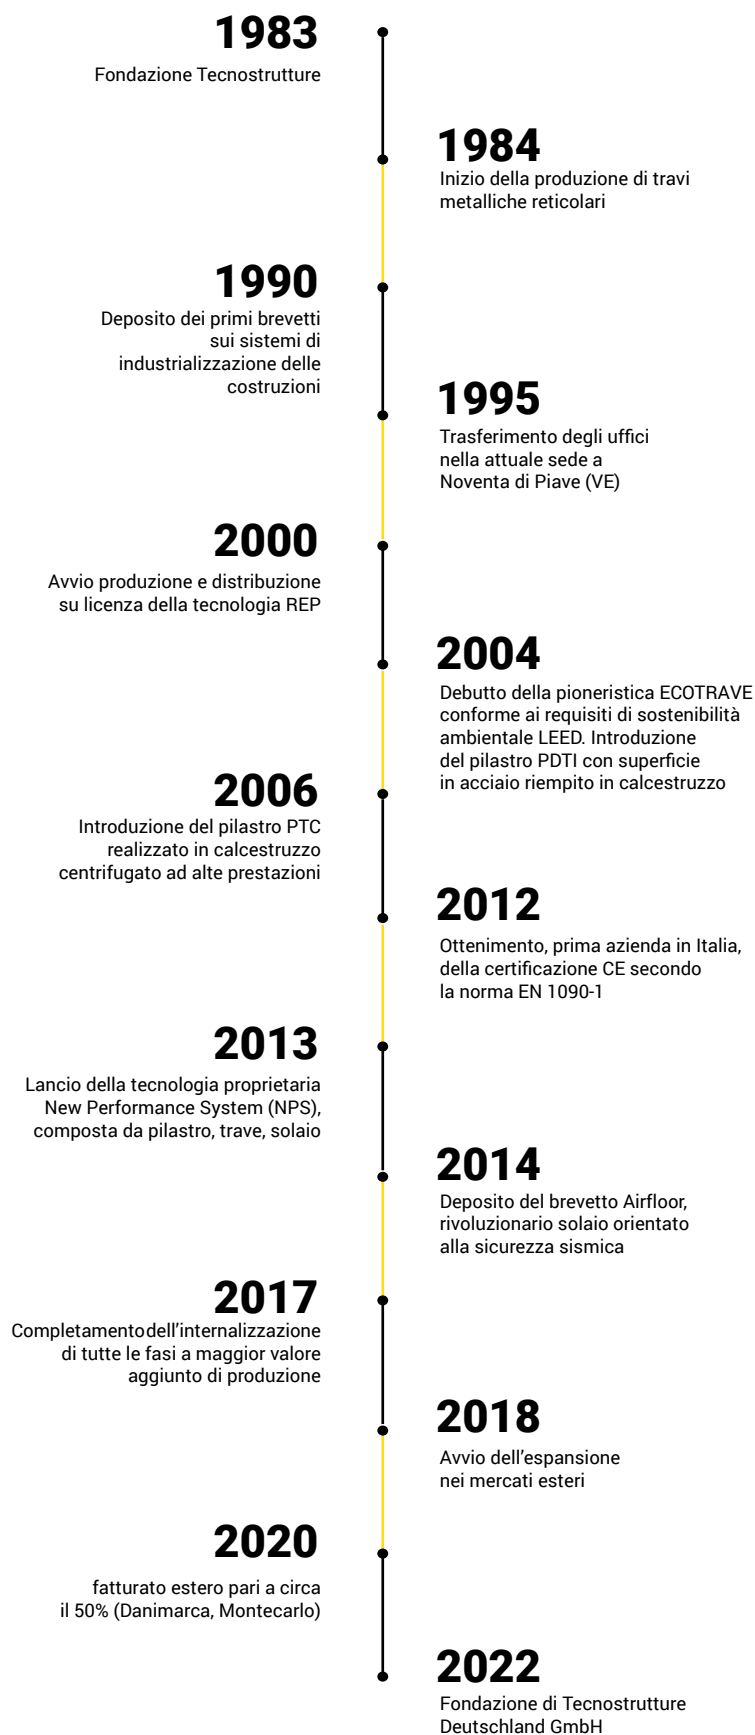 1983
Fondazione Tecnostrutture
1984
Inizio della produzione di travi
metalliche reticolari
1990
Deposito dei primi brevetti
sui sistemi di
industrializzazione delle
costruzioni
1995
Trasferimento degli uffici
nella attuale sede a
Noventa di Piave (VE)
2000
Avvio produzione e distribuzione
su licenza della tecnologia REP
2004
Debutto della pioneristica ECOTRAVE
conforme ai requisiti di sostenibilità
ambientale LEED. Introduzione
del pilastro PDTI con superficie
in acciaio riempito in calcestruzzo
2006
Introduzione del pilastro PTC
realizzato in calcestruzzo
centrifugato ad alte prestazioni
2012
Ottenimento, prima azienda in Italia,
della certificazione CE secondo
la norma EN 1090-1
2013
Lancio della tecnologia proprietaria
New Performance System (NPS),
composta da pilastro, trave, solaio
2014
Deposito del brevetto Airfloor,
rivoluzionario solaio orientato
alla sicurezza sismica
2017
Completamento dell’internalizzazione
di tutte le fasi a maggior valore
aggiunto di produzione
2018
Avvio dell’espansione
nei mercati esteri
2020
fatturato estero pari a circa
il 50% (Danimarca, Montecarlo)
2022
Fondazione di Tecnostrutture
Deutschland GmbH